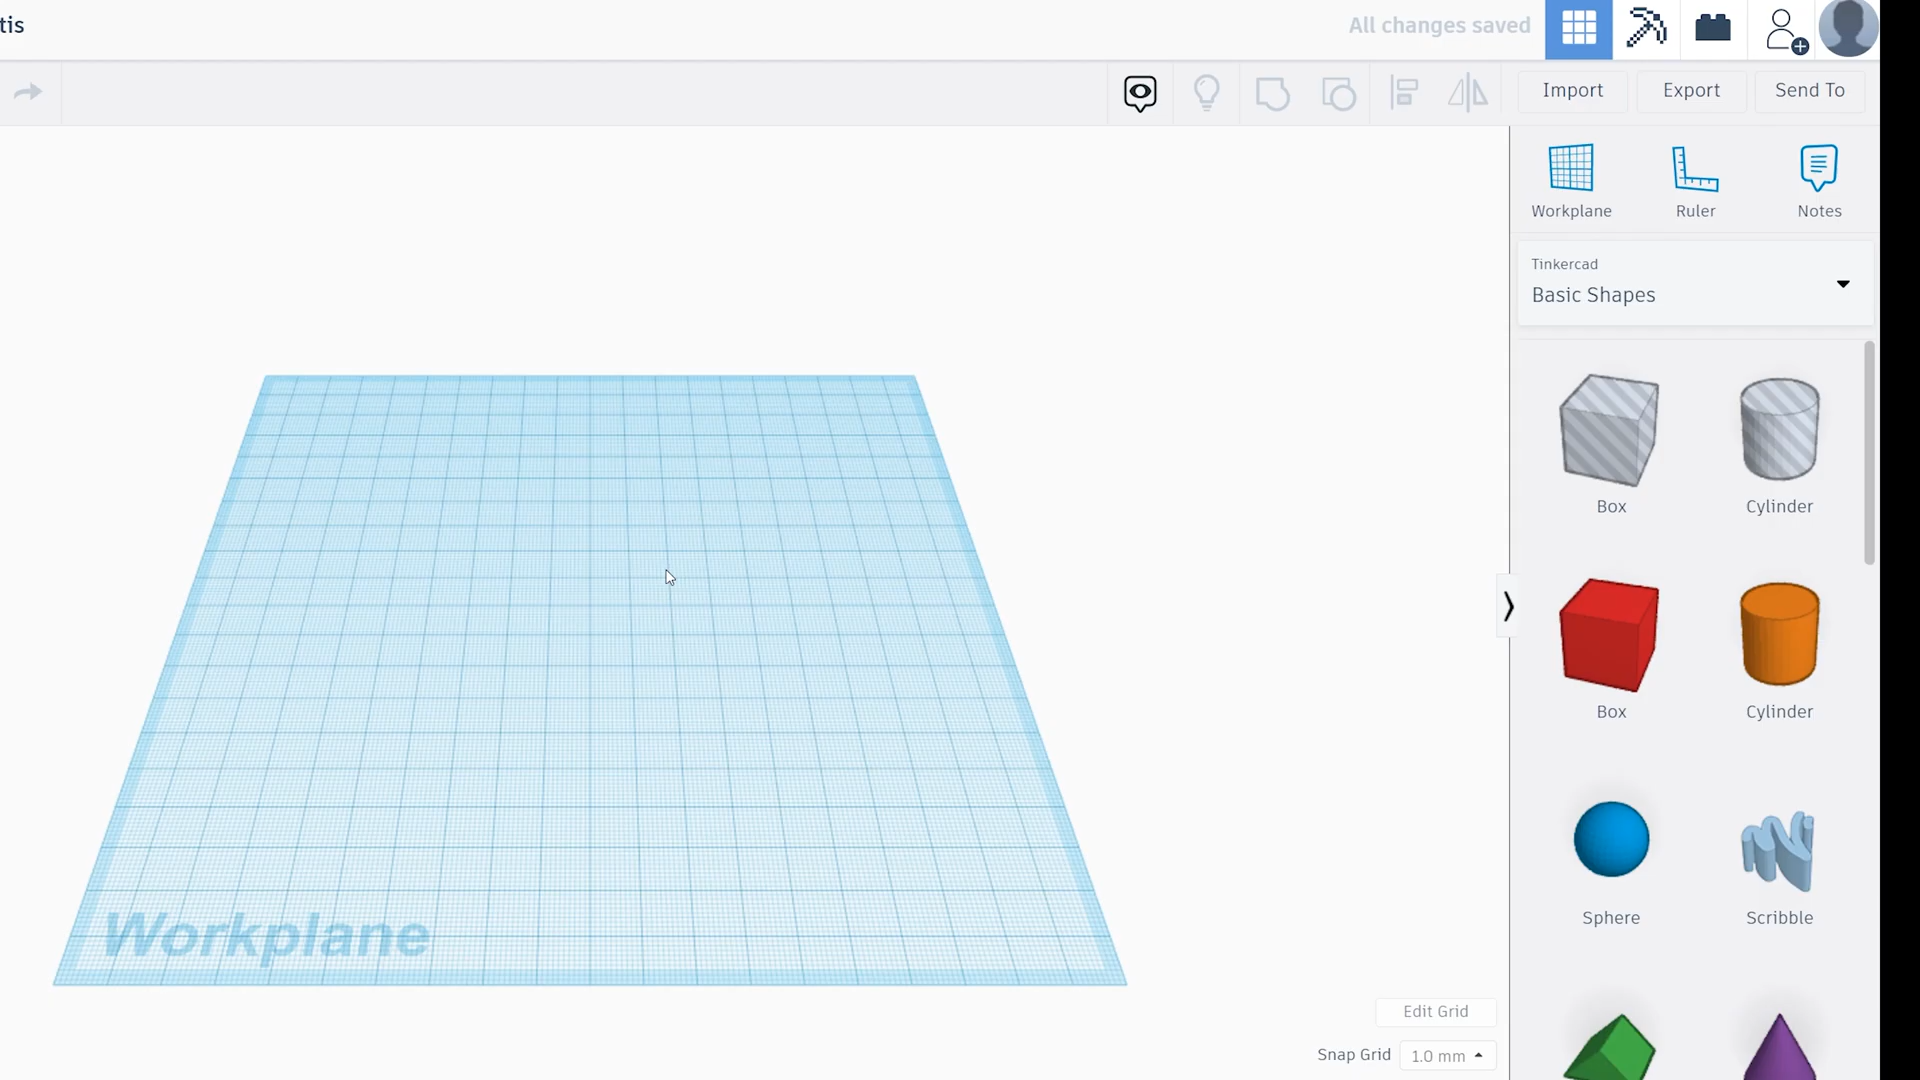 tis
All changes saved
Import
Export
Send To
Workplane
Ruler
Notes
Tinkercad
Basic Shapes
Box
Cylinder
Box
Cylinder
Sphere
Scribble
Workplane
Edit Grid
Snap Grid
1.0 mm